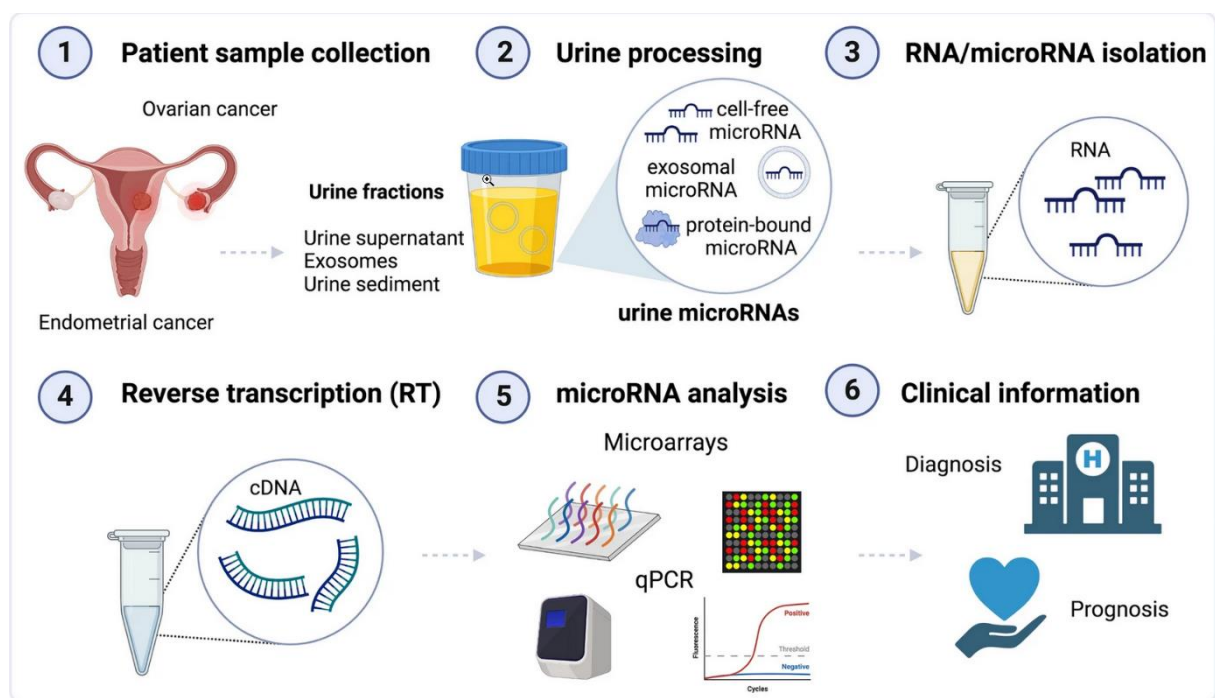 1 Patient sample collection
Ovarian cancer
Endometrial cancer
Urine fractions
Urine supernatant
Exosomes
Urine sediment
2 Urine processing
cell-free
microRNA
exosomal
microRNA
protein-bound
microRNA
urine microRNAs
3 RNA/microRNA isolation
RNA
4 Reverse transcription (RT)
cDNA
5 microRNA analysis
Microarrays
qPCR
Fluorescence
Positive
Threshold
Negative
Cycles
6 Clinical information
Diagnosis
H
Prognosis